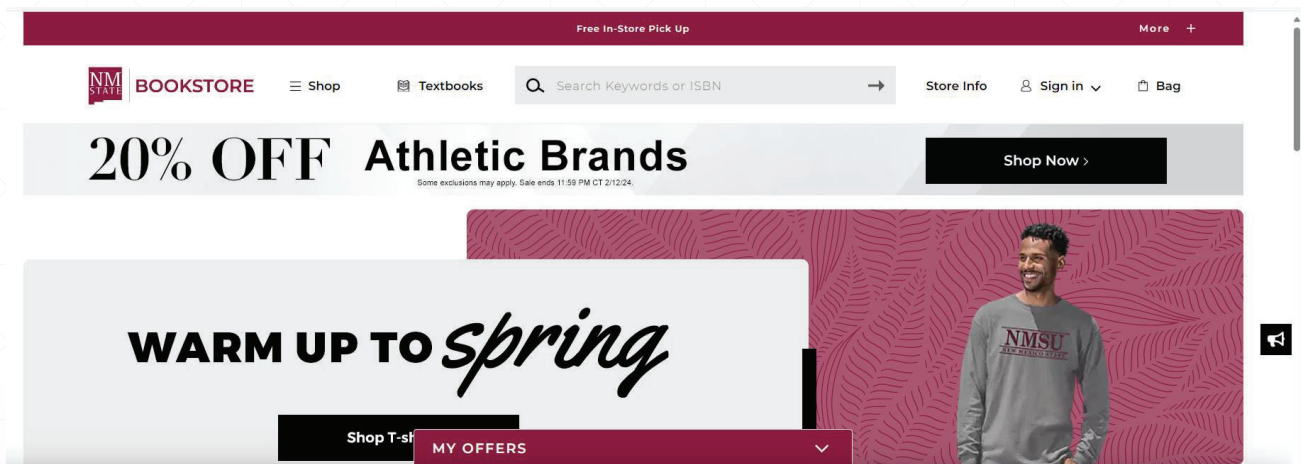 Free In-Store Pick Up
More +
NM
STATE
BOOKSTORE
Shop
Textbooks
Search Keywords or ISBN
Store Info
Sign in
Bag
20% OFF Athletic Brands
Some exclusions may apply. Sale ends 11:59 PM CT 2/12/24.
Shop Now >
WARM UP TO spring
NMSU
NEW MEXICO STATE
Shop T-sh
MY OFFERS